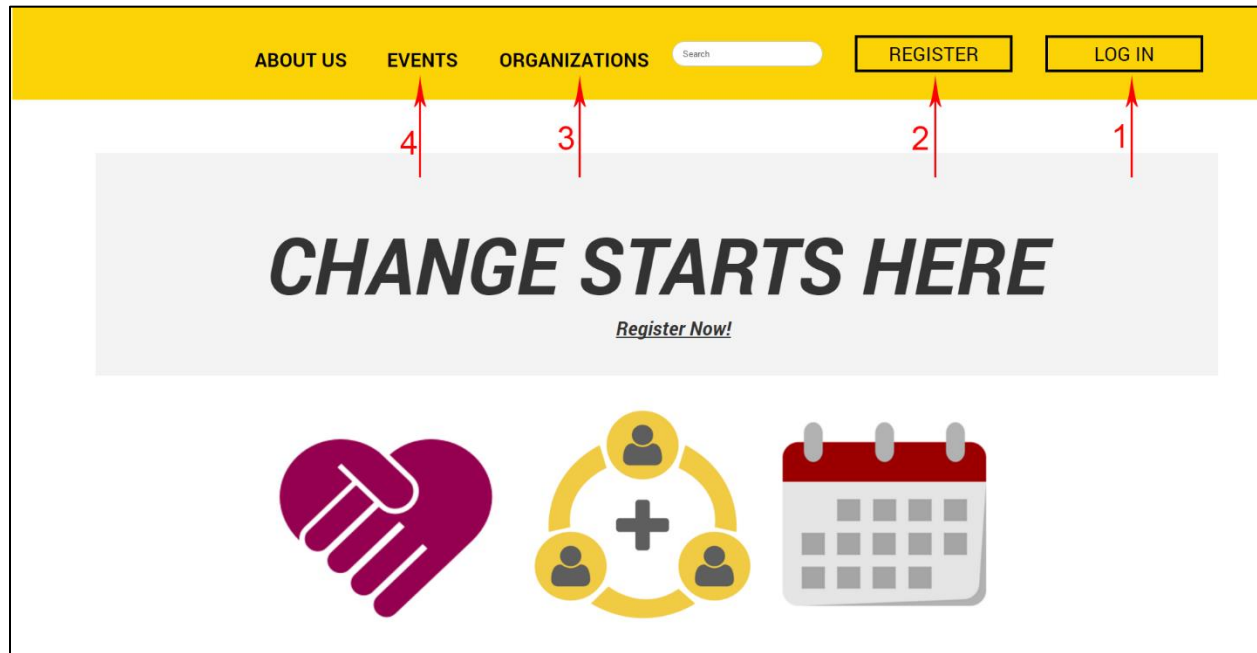 ABOUT US EVENTS ORGANIZATIONS Search REGISTER LOG IN
4 3 2 1
CHANGE STARTS HERE
Register Now!